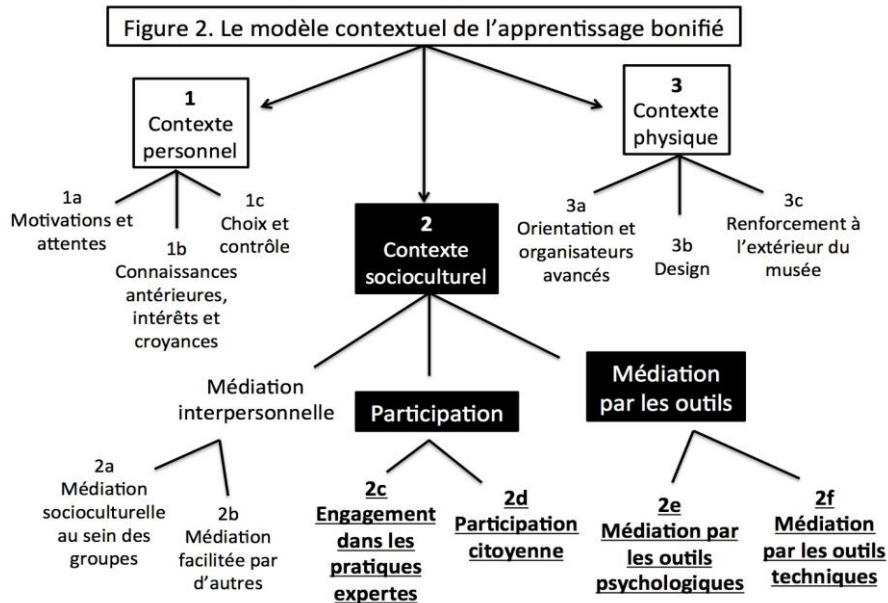 Figure 2. Le modèle contextuel de l'apprentissage bonifié
1
Contexte
personnel
3
Contexte
physique
1a
Motivations et
attentes
1b
Connaissances
antérieures,
intérêts et
croyances
1c
Choix et
contrôle
2
Contexte
socioculturel
3a
Orientation et
organisateurs
avancés
3b
Design
3c
Renforcement à
l'extérieur du
musée
Médiation
interpersonnelle
Participation
Médiation
par les outils
2a
Médiation
socioculturelle
au sein des
groupes
2b
Médiation
facilitée par
d'autres
2c
Engagement
dans les
pratiques
expertes
2d
Participation
citoyenne
2e
Médiation par
les outils
psychologiques
2f
Médiation
par les outils
techniques